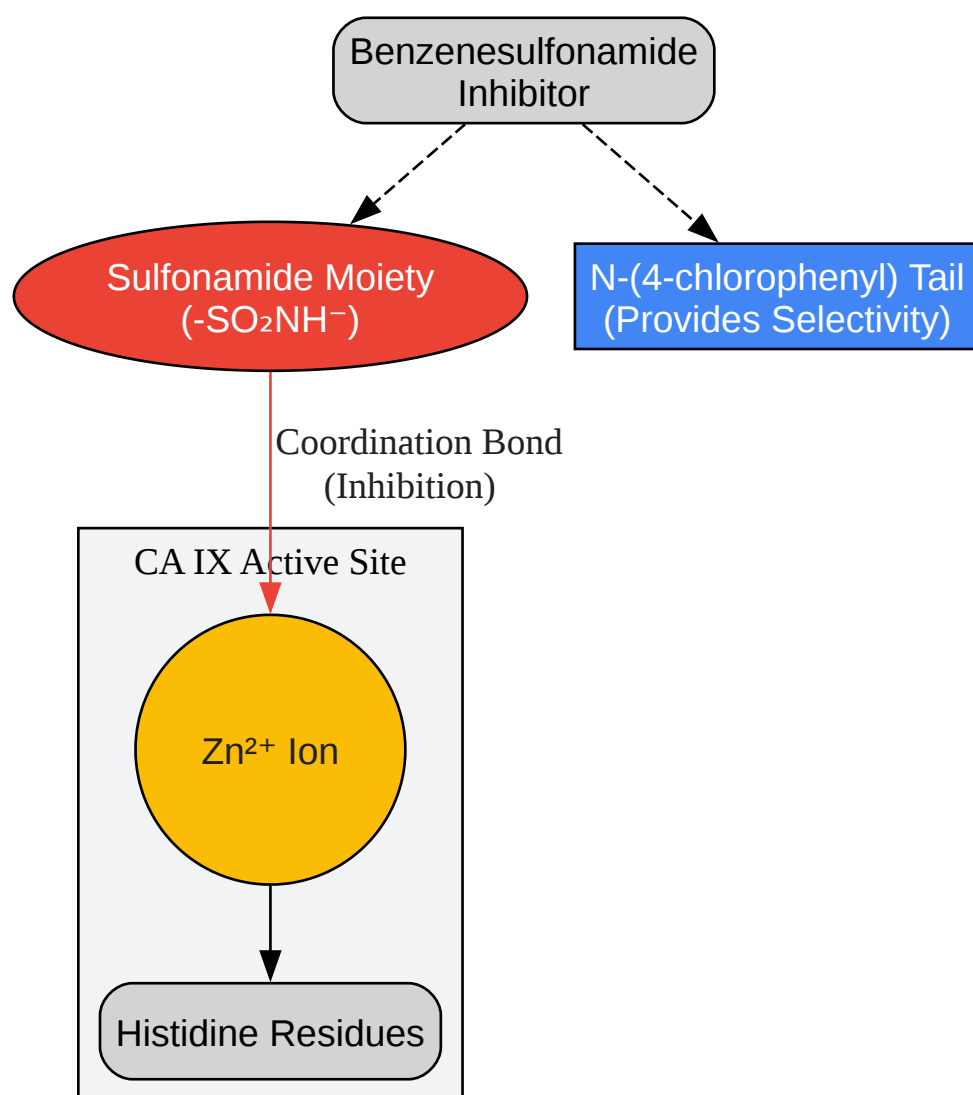 Benzenesulfonamide
Inhibitor
Sulfonamide Moiety
(-SO₂NH⁻)
N-(4-chlorophenyl) Tail
(Provides Selectivity)
Coordination Bond
(Inhibition)
CA IX Active Site
Zn²⁺ Ion
Histidine Residues